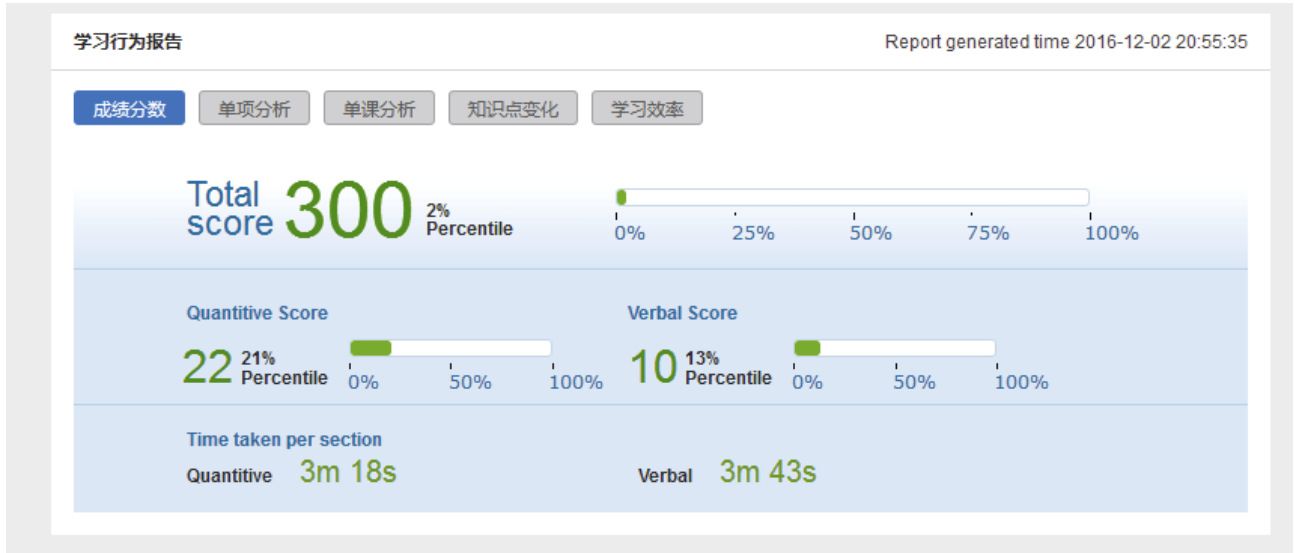 学习行为报告 Report generated time 2016-12-02 20:55:35
成绩分数 单项分析 单课分析 知识点变化 学习效率
Total score 300 2% Percentile
0% 25% 50% 75% 100%
Quantitive Score Verbal Score
22 21% Percentile 0% 50% 100% 10 13% Percentile 0% 50% 100%
Time taken per section
Quantitive 3m 18s Verbal 3m 43s